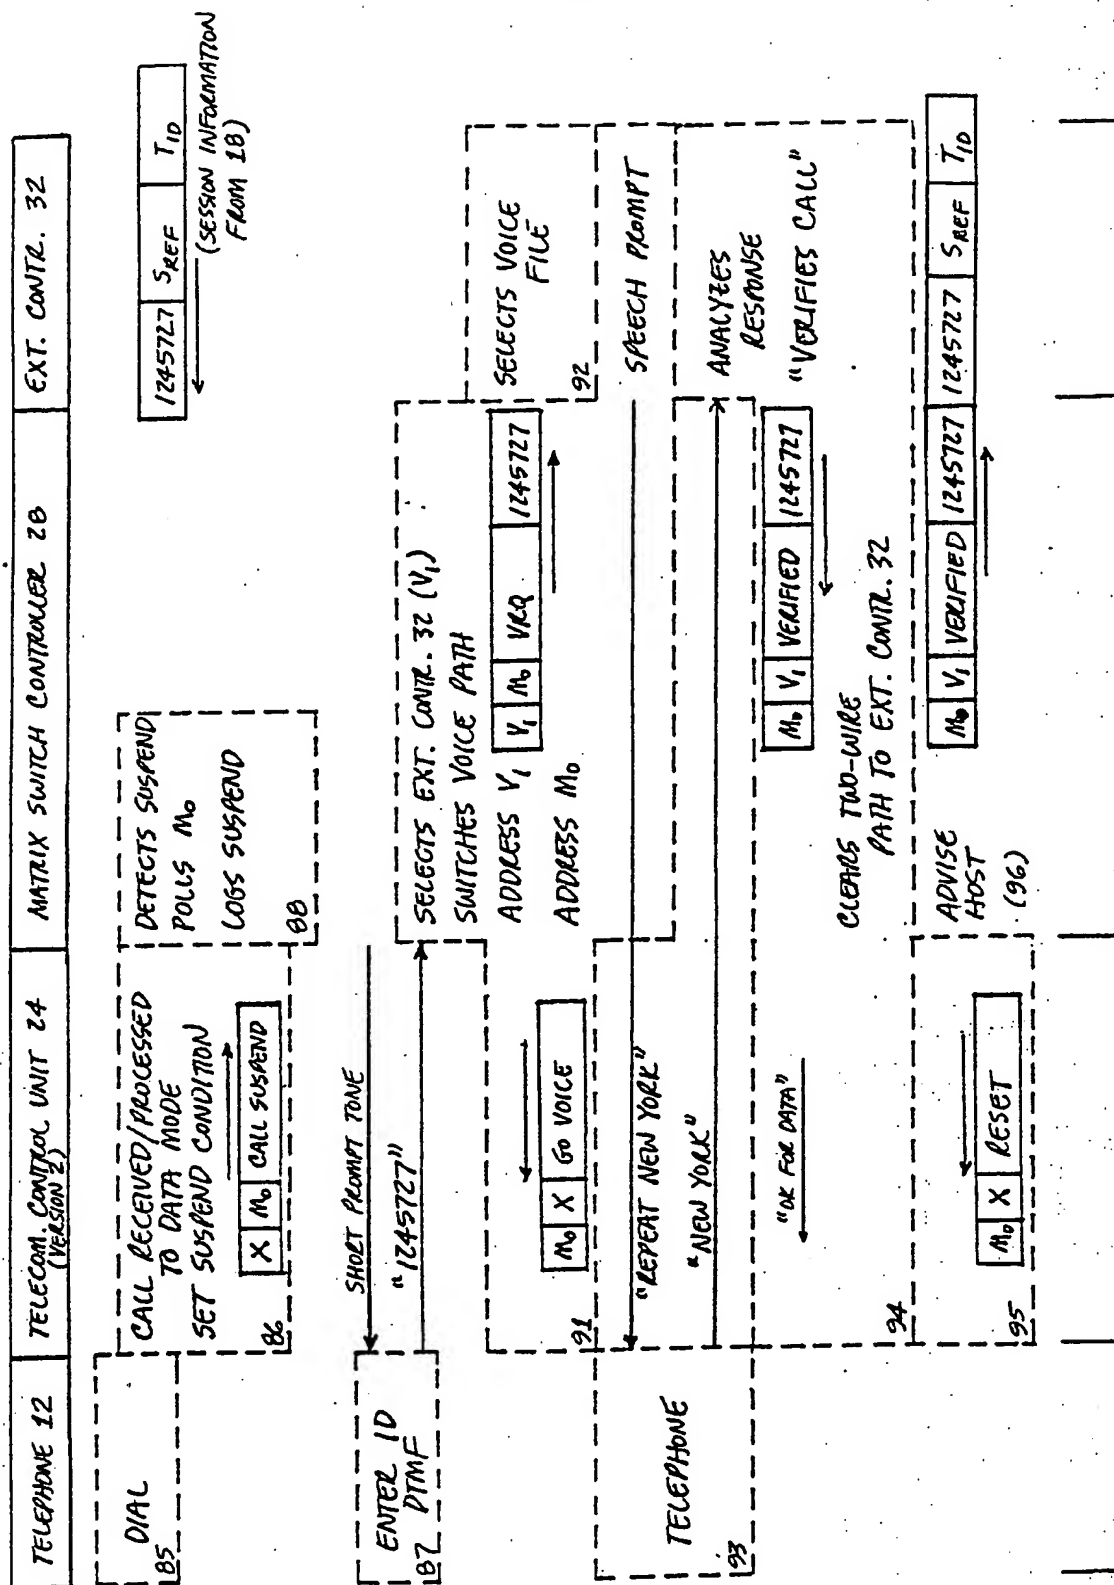 TELEPHONE 12
TELECOM. CONTROL UNIT 24
(VERSION 2)
MATRIX SWITCH CONTROLLER 28
EXT. CONTR. 32
DIAL
85
CALL RECEIVED/PROCESSED
TO DATA MODE
SET SUSPEND CONDITION
X M₀ CALL SUSPEND
86
DETECTS SUSPEND
POLLS M₀
LOGS SUSPEND
88
1245727 SREF TID
(SESSION INFORMATION
FROM 18)
SHORT PROMPT TONE
ENTER ID
DTMF
87
"1245727"
SELECTS EXT. CONTR. 32 (V₁)
SWITCHES VOICE PATH
ADDRESS V₁
V₁ M₀ VRQ 1245727
ADDRESS M₀
SELECTS VOICE
FILE
92
M₀ X GO VOICE
91
SPEECH PROMPT
"REPEAT NEW YORK"
TELEPHONE
93
"NEW YORK"
ANALYZES
RESPONSE
"VERIFIES CALL"
M₀ V₁ VERIFIED 1245727
"OK FOR DATA"
CLEARS TWO-WIRE
PATH TO EXT. CONTR. 32
94
ADVISE
HOST
(96)
M₀ V₁ VERIFIED 1245727 1245727 SREF TID
M₀ X RESET
95